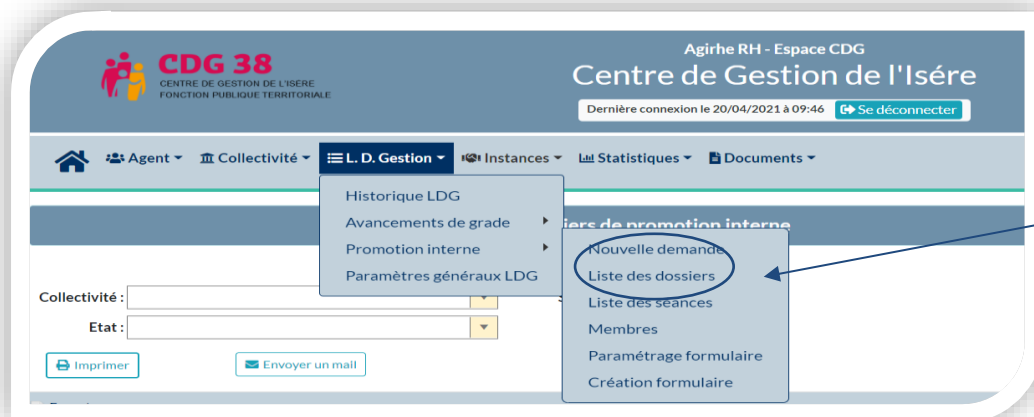 CDG 38
CENTRE DE GESTION DE L'ISERE
FONCTION PUBLIQUE TERRITORIALE
Agirhe RH - Espace CDG
Centre de Gestion de l'Isére
Dernière connexion le 20/04/2021 à 09:46 Se déconnecter
Agent Collectivité L. D. Gestion Instances Statistiques Documents
Historique LDG
Avancements de grade
Promotion interne
Paramètres généraux LDG
iers de promotion interne
Nouvelle demande
Liste des dossiers
Liste des séances
Membres
Paramétrage formulaire
Création formulaire
Collectivité :
Etat :
Imprimer Envoyer un mail